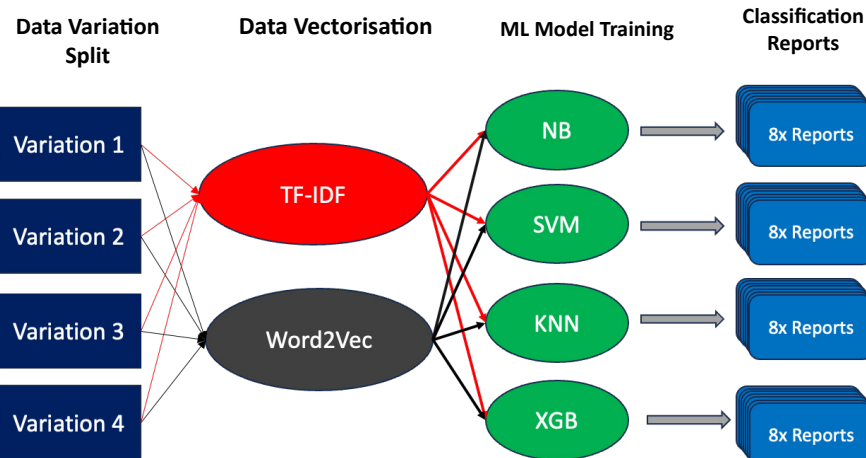 Data Variation
Split
Data Vectorisation
ML Model Training
Classification
Reports
Variation 1
Variation 2
Variation 3
Variation 4
TF-IDF
Word2Vec
NB
SVM
KNN
XGB
8x Reports
8x Reports
8x Reports
8x Reports